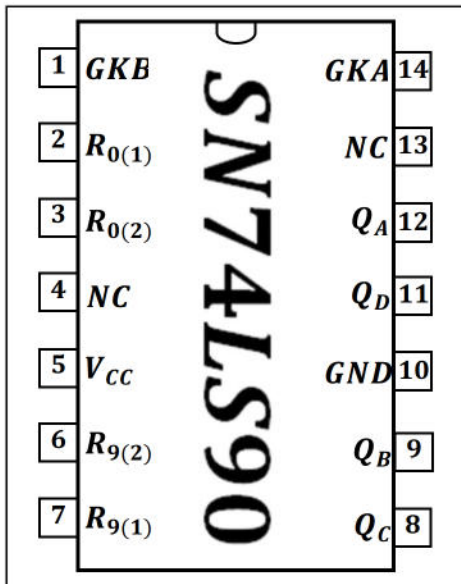 1 GKB GKA 14
2 R0(1) NC 13
3 R0(2) QA 12
4 NC QD 11
5 VCC GND 10
6 R9(2) QB 9
7 R9(1) QC 8
SN74LS90